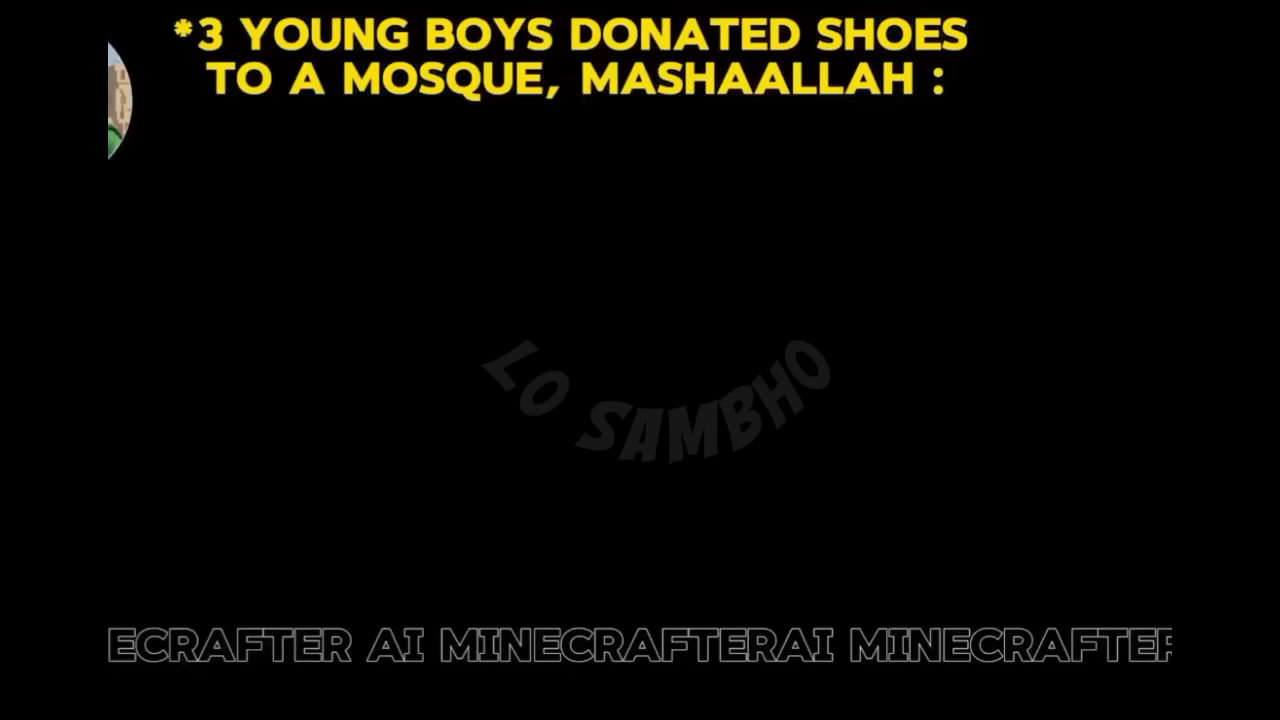 *3 YOUNG BOYS DONATED SHOES
TO A MOSQUE, MASHAALLAH :
LO SAMBHO
ECRAFTER AI MINECRAFTERAI MINECRAFTER